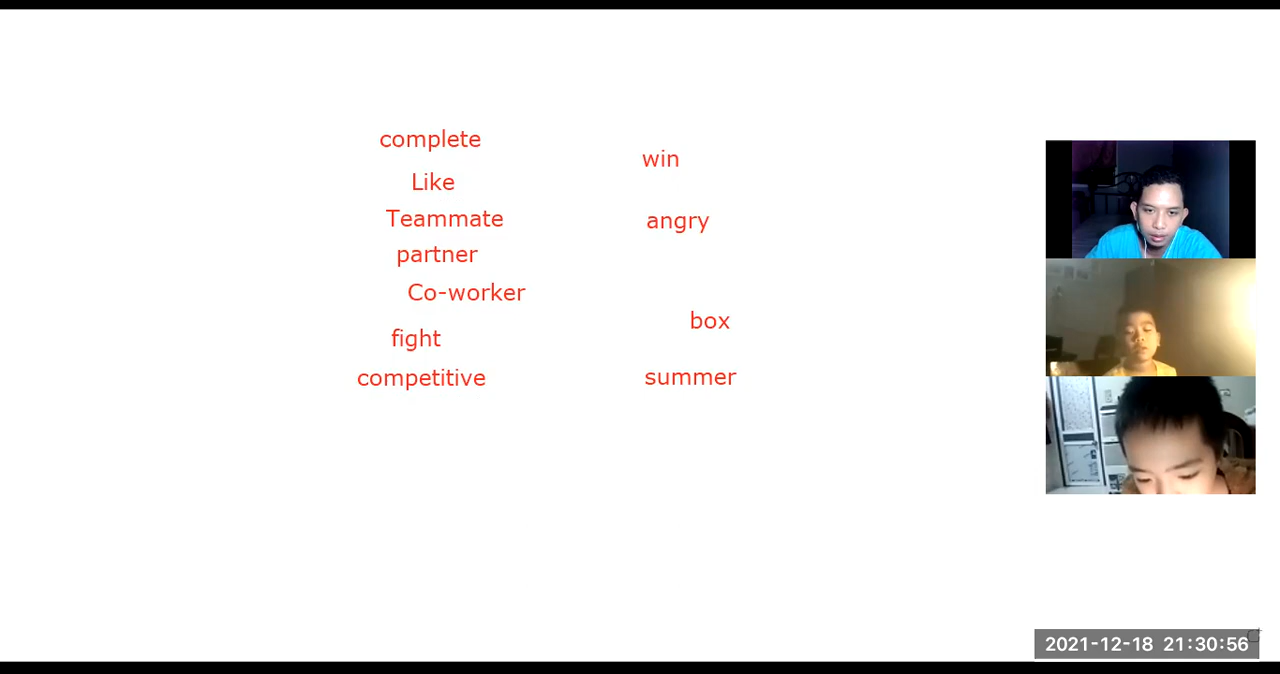 complete
win
Like
Teammate
angry
partner
Co-worker
box
fight
competitive
summer
2021-12-18 21:30:56